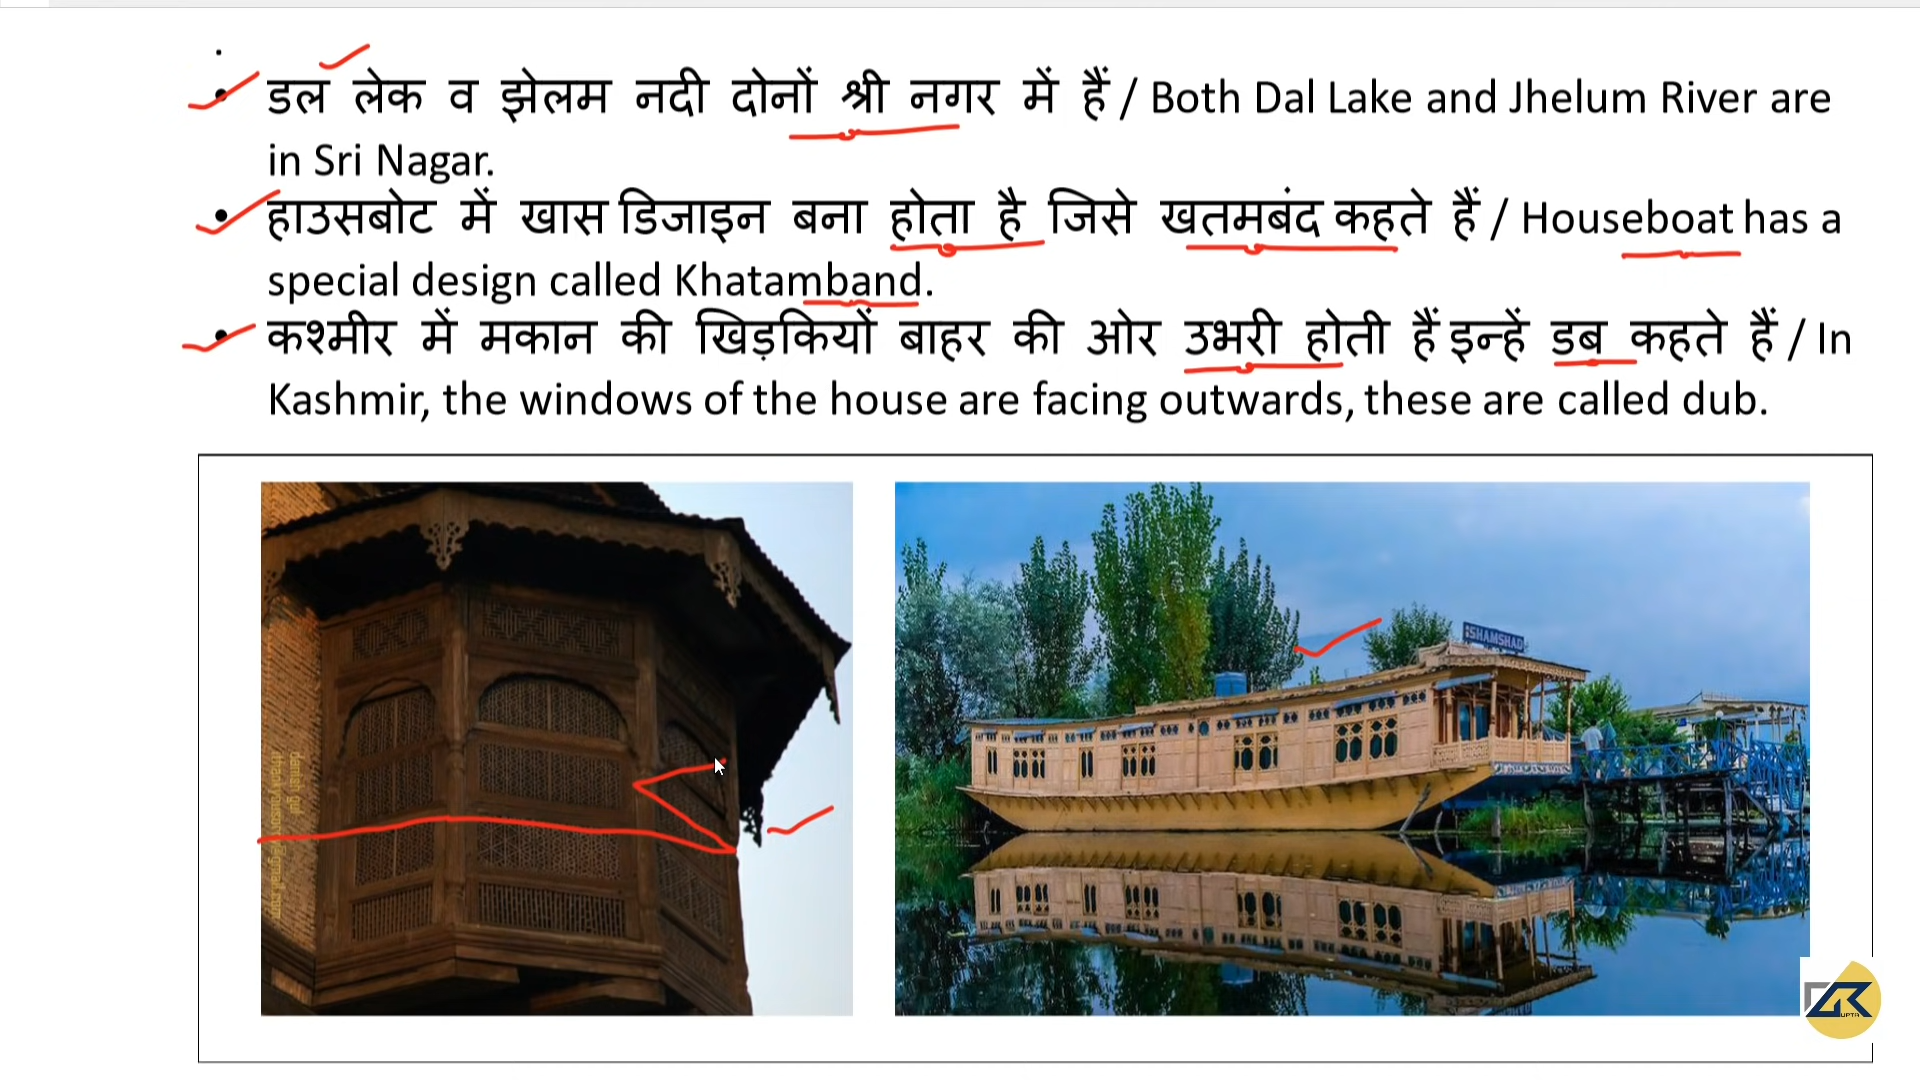 डल लेक व झेलम नदी दोनों श्री नगर में हैं / Both Dal Lake and Jhelum River are
in Sri Nagar.
हाउसबोट में खास डिजाइन बना होता है जिसे खतमबंद कहते हैं / Houseboat has a
special design called Khatamband.
कश्मीर में मकान की खिड़कियों बाहर की ओर उभरी होती हैं इन्हें डब कहते हैं / In
Kashmir, the windows of the house are facing outwards, these are called dub.
SHAMSHAD
GUPTA